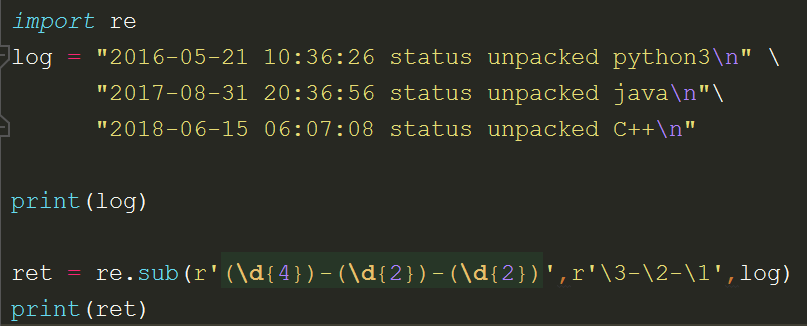 import re
log = "2016-05-21 10:36:26 status unpacked python3\n" \
"2017-08-31 20:36:56 status unpacked java\n"\
"2018-06-15 06:07:08 status unpacked C++\n"
print(log)
ret = re.sub(r'(\d{4})-(\d{2})-(\d{2})',r'\3-\2-\1',log)
print(ret)